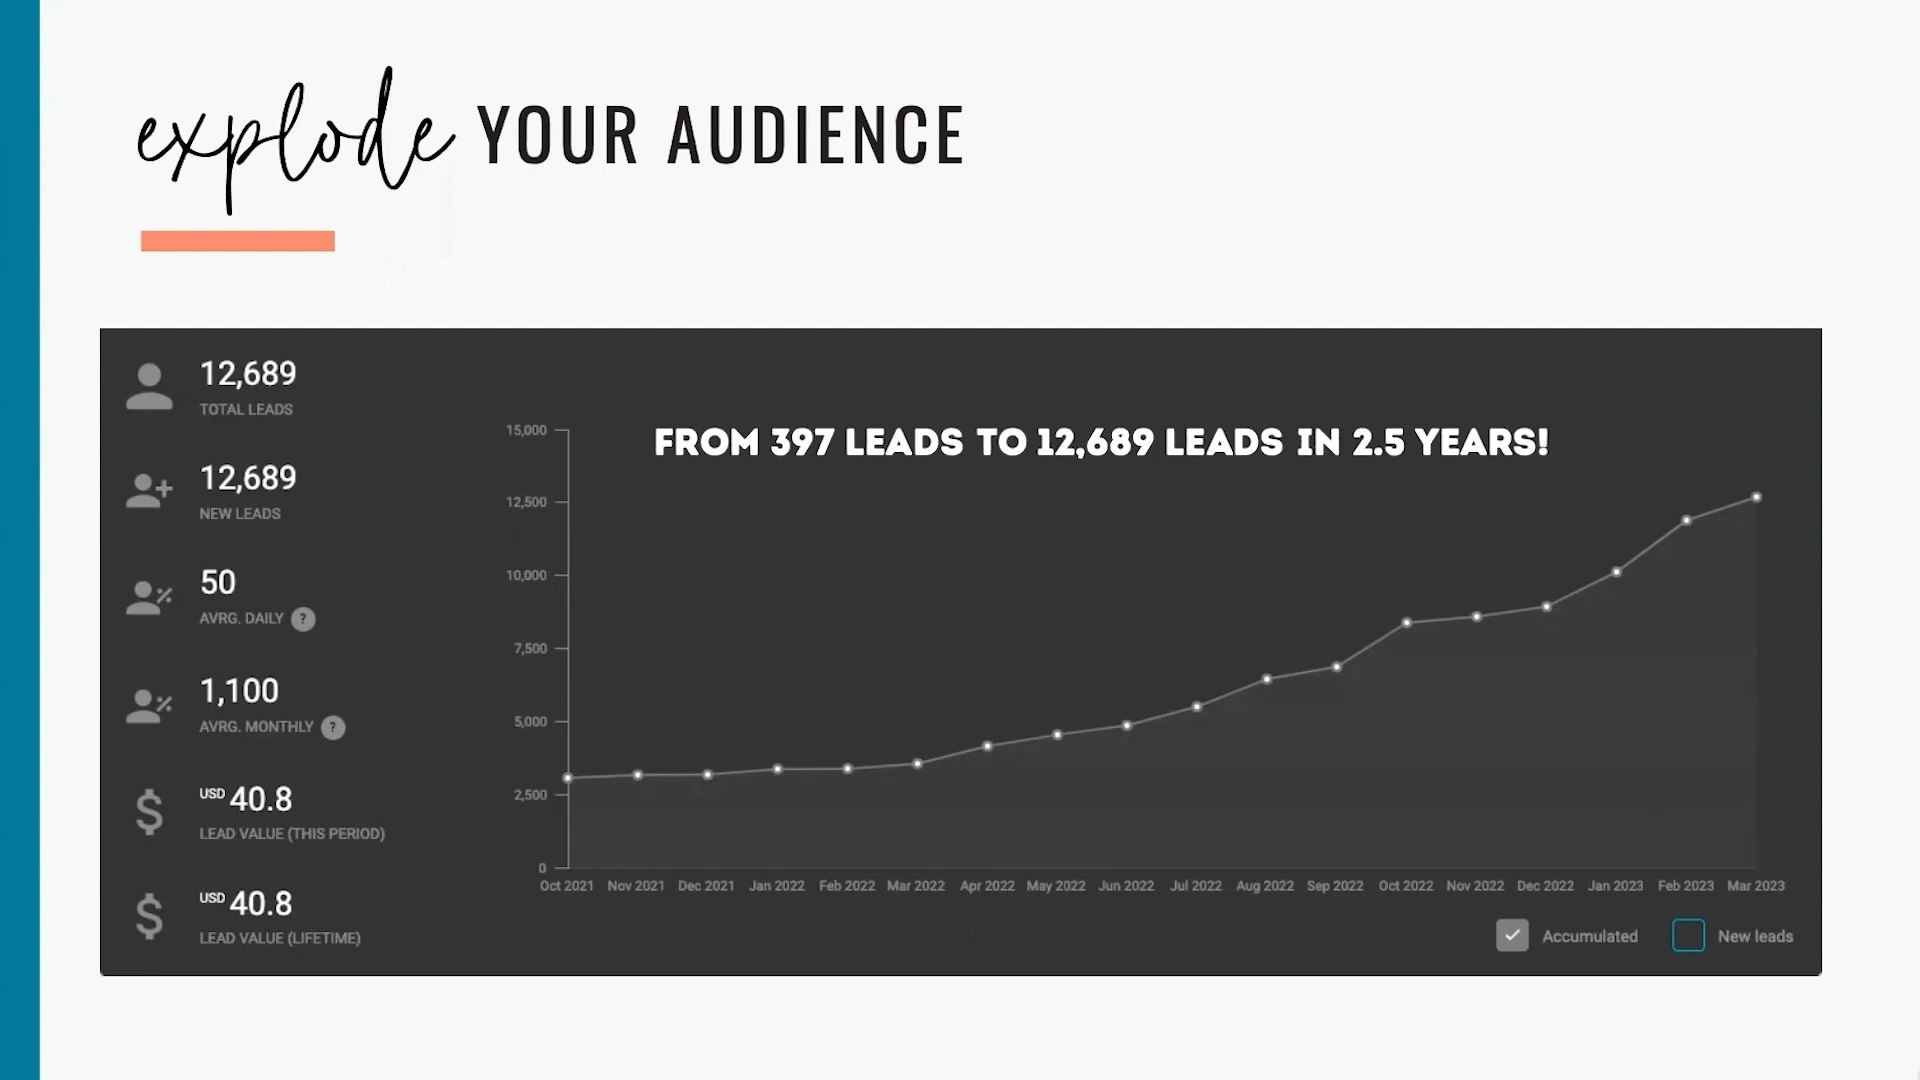 explode YOUR AUDIENCE
12,689
TOTAL LEADS
12,689
NEW LEADS
50
AVRG. DAILY ?
1,100
AVRG. MONTHLY ?
USD 40.8
LEAD VALUE (THIS PERIOD)
USD 40.8
LEAD VALUE (LIFETIME)
FROM 397 LEADS TO 12,689 LEADS IN 2.5 YEARS!
15,000
12,500
10,000
7,500
5,000
2,500
0
Oct 2021 Nov 2021 Dec 2021 Jan 2022 Feb 2022 Mar 2022 Apr 2022 May 2022 Jun 2022 Jul 2022 Aug 2022 Sep 2022 Oct 2022 Nov 2022 Dec 2022 Jan 2023 Feb 2023 Mar 2023
Accumulated New leads